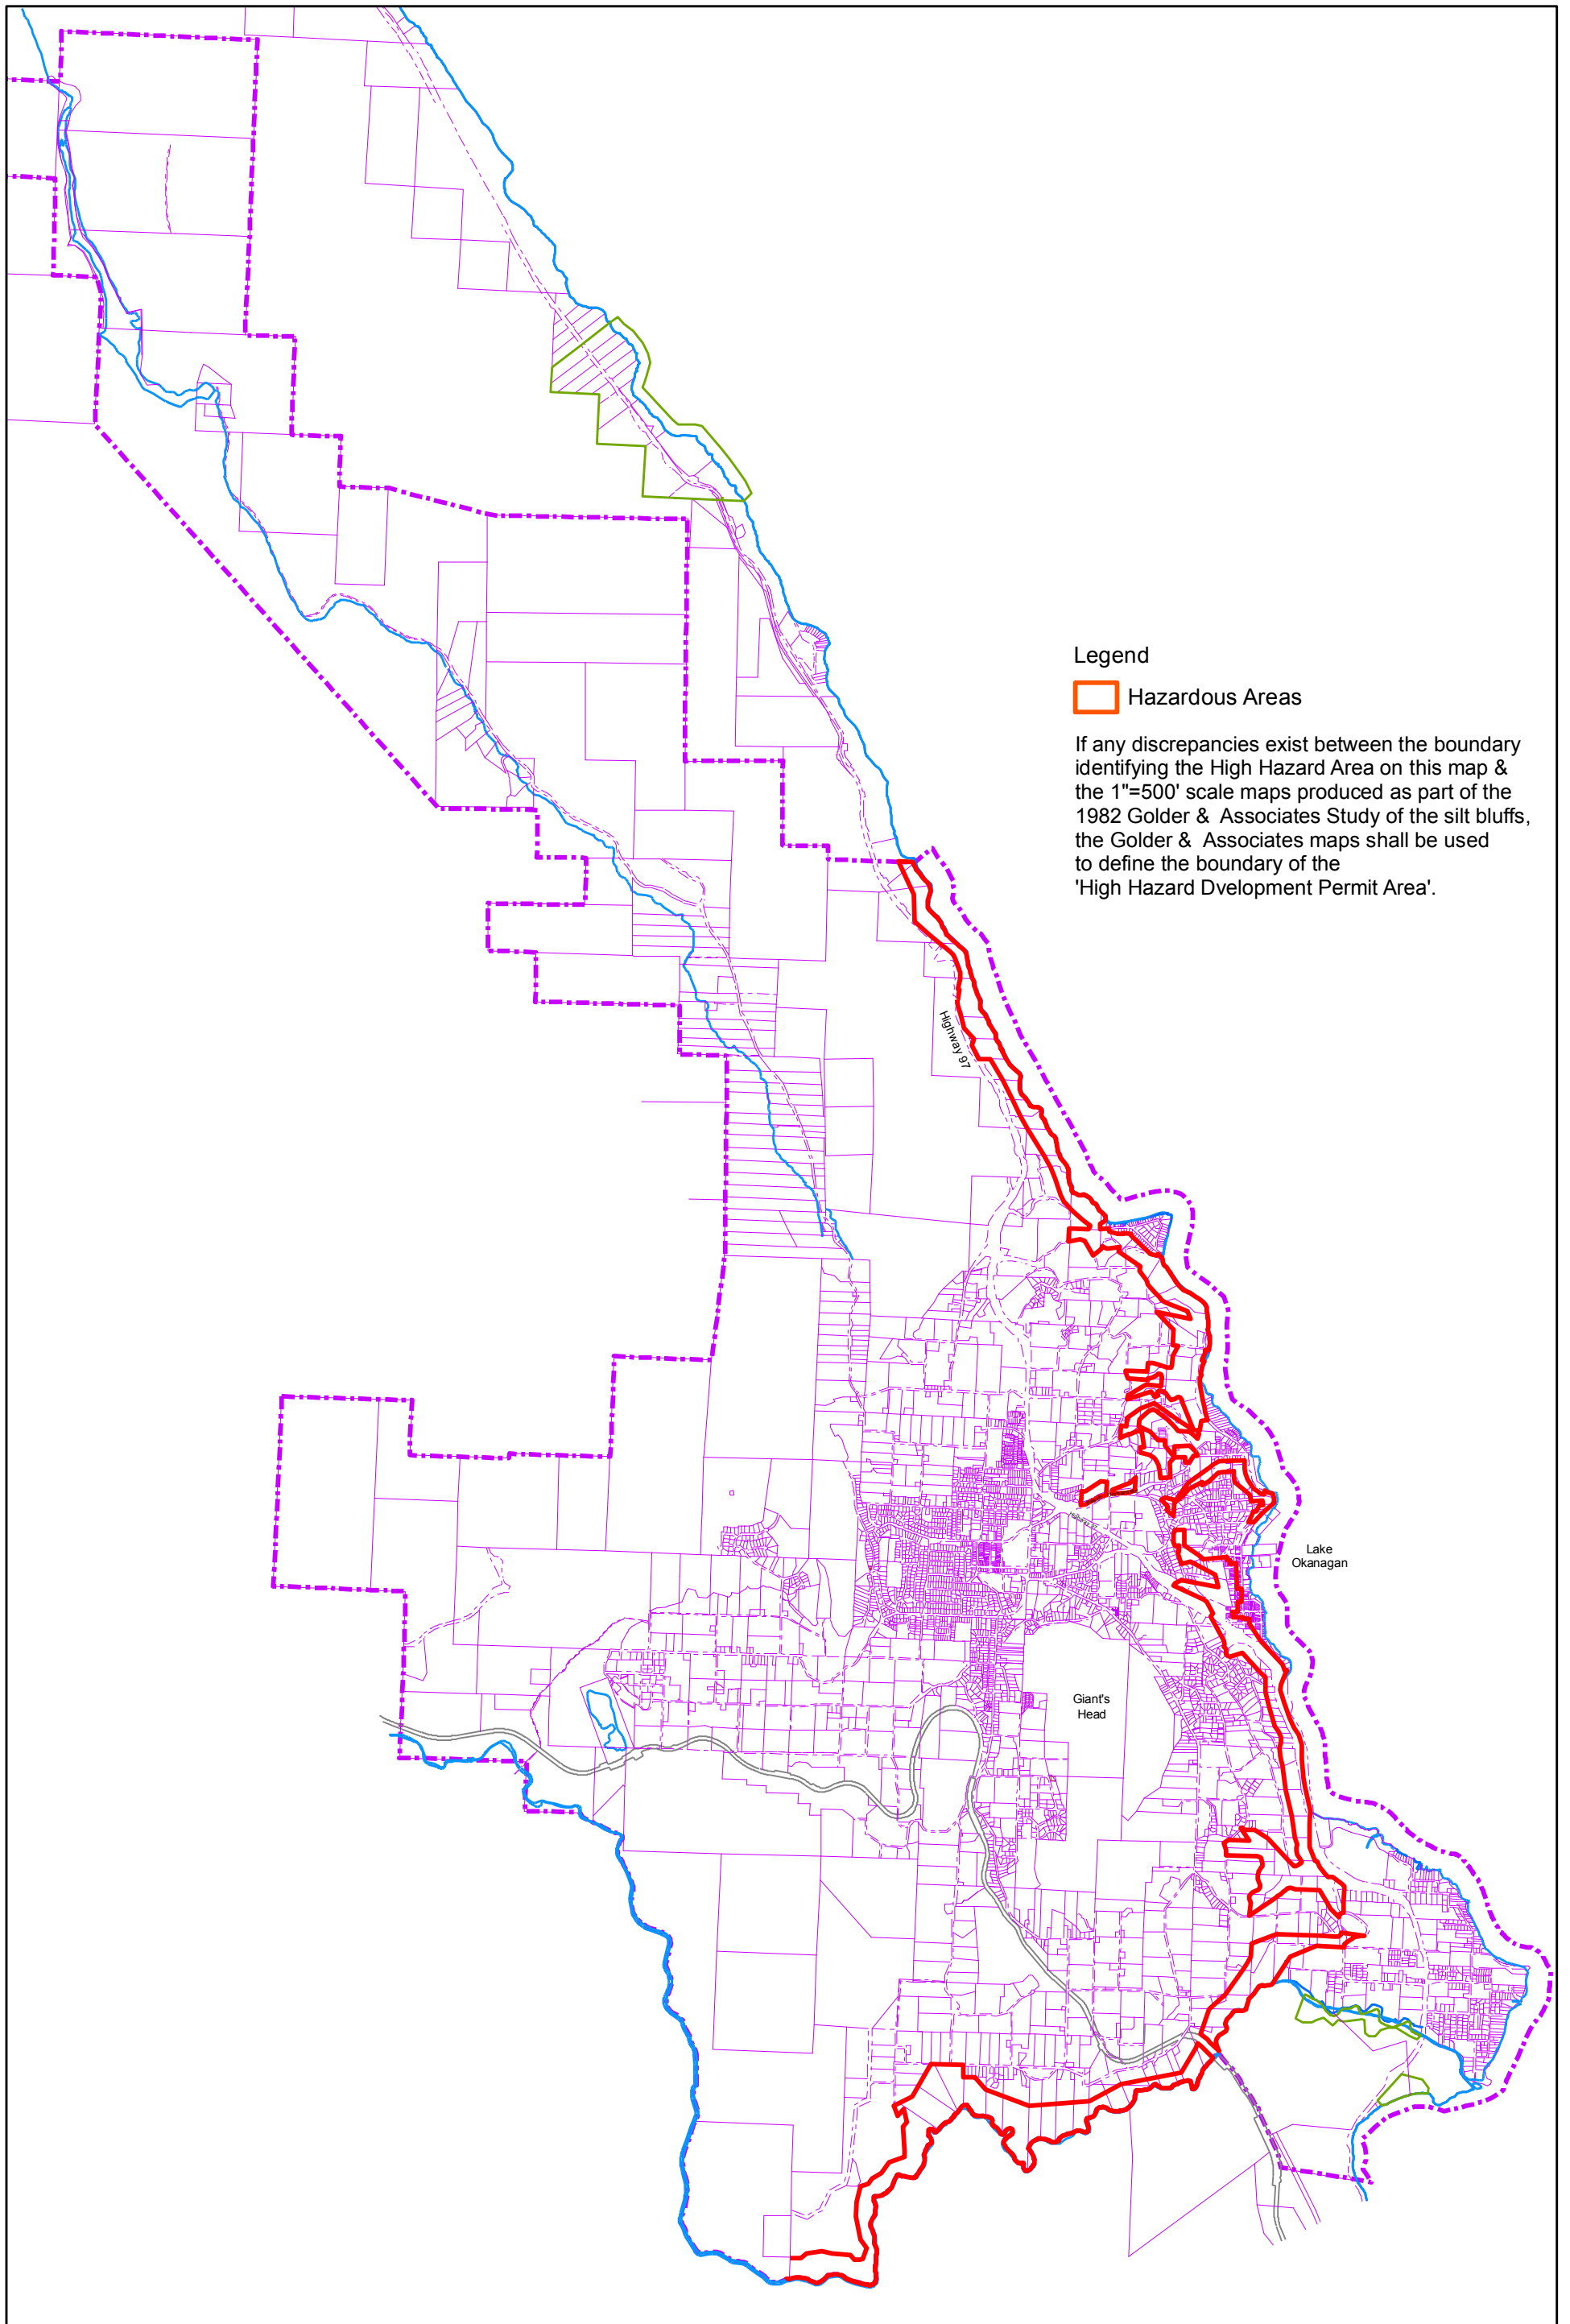 Legend
Hazardous Areas
If any discrepancies exist between the boundary
identifying the High Hazard Area on this map &
the 1"=500' scale maps produced as part of the
1982 Golder & Associates Study of the silt bluffs,
the Golder & Associates maps shall be used
to define the boundary of the
'High Hazard Dvelopment Permit Area'.
Highway 97
Lake
Okanagan
Giant's
Head